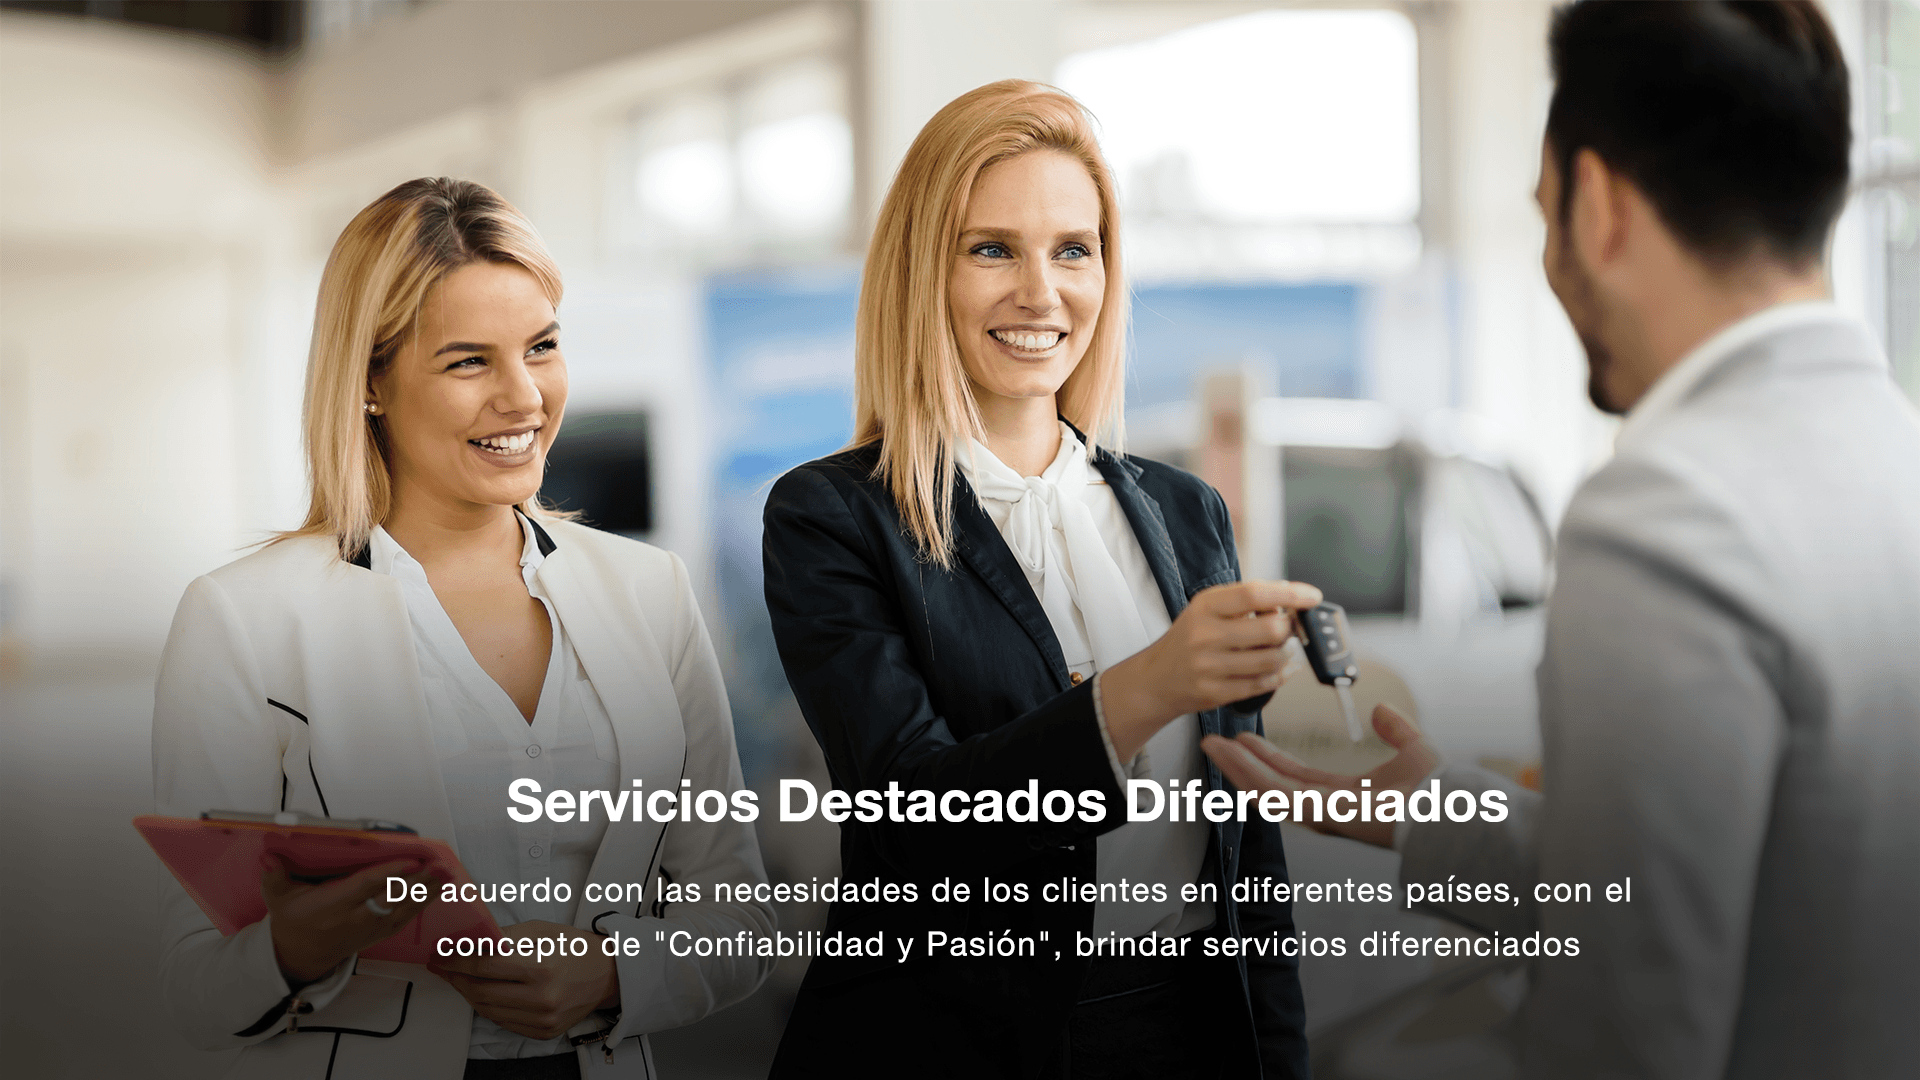 Servicios Destacados Diferenciados
De acuerdo con las necesidades de los clientes en diferentes países, con el
concepto de "Confiabilidad y Pasión", brindar servicios diferenciados